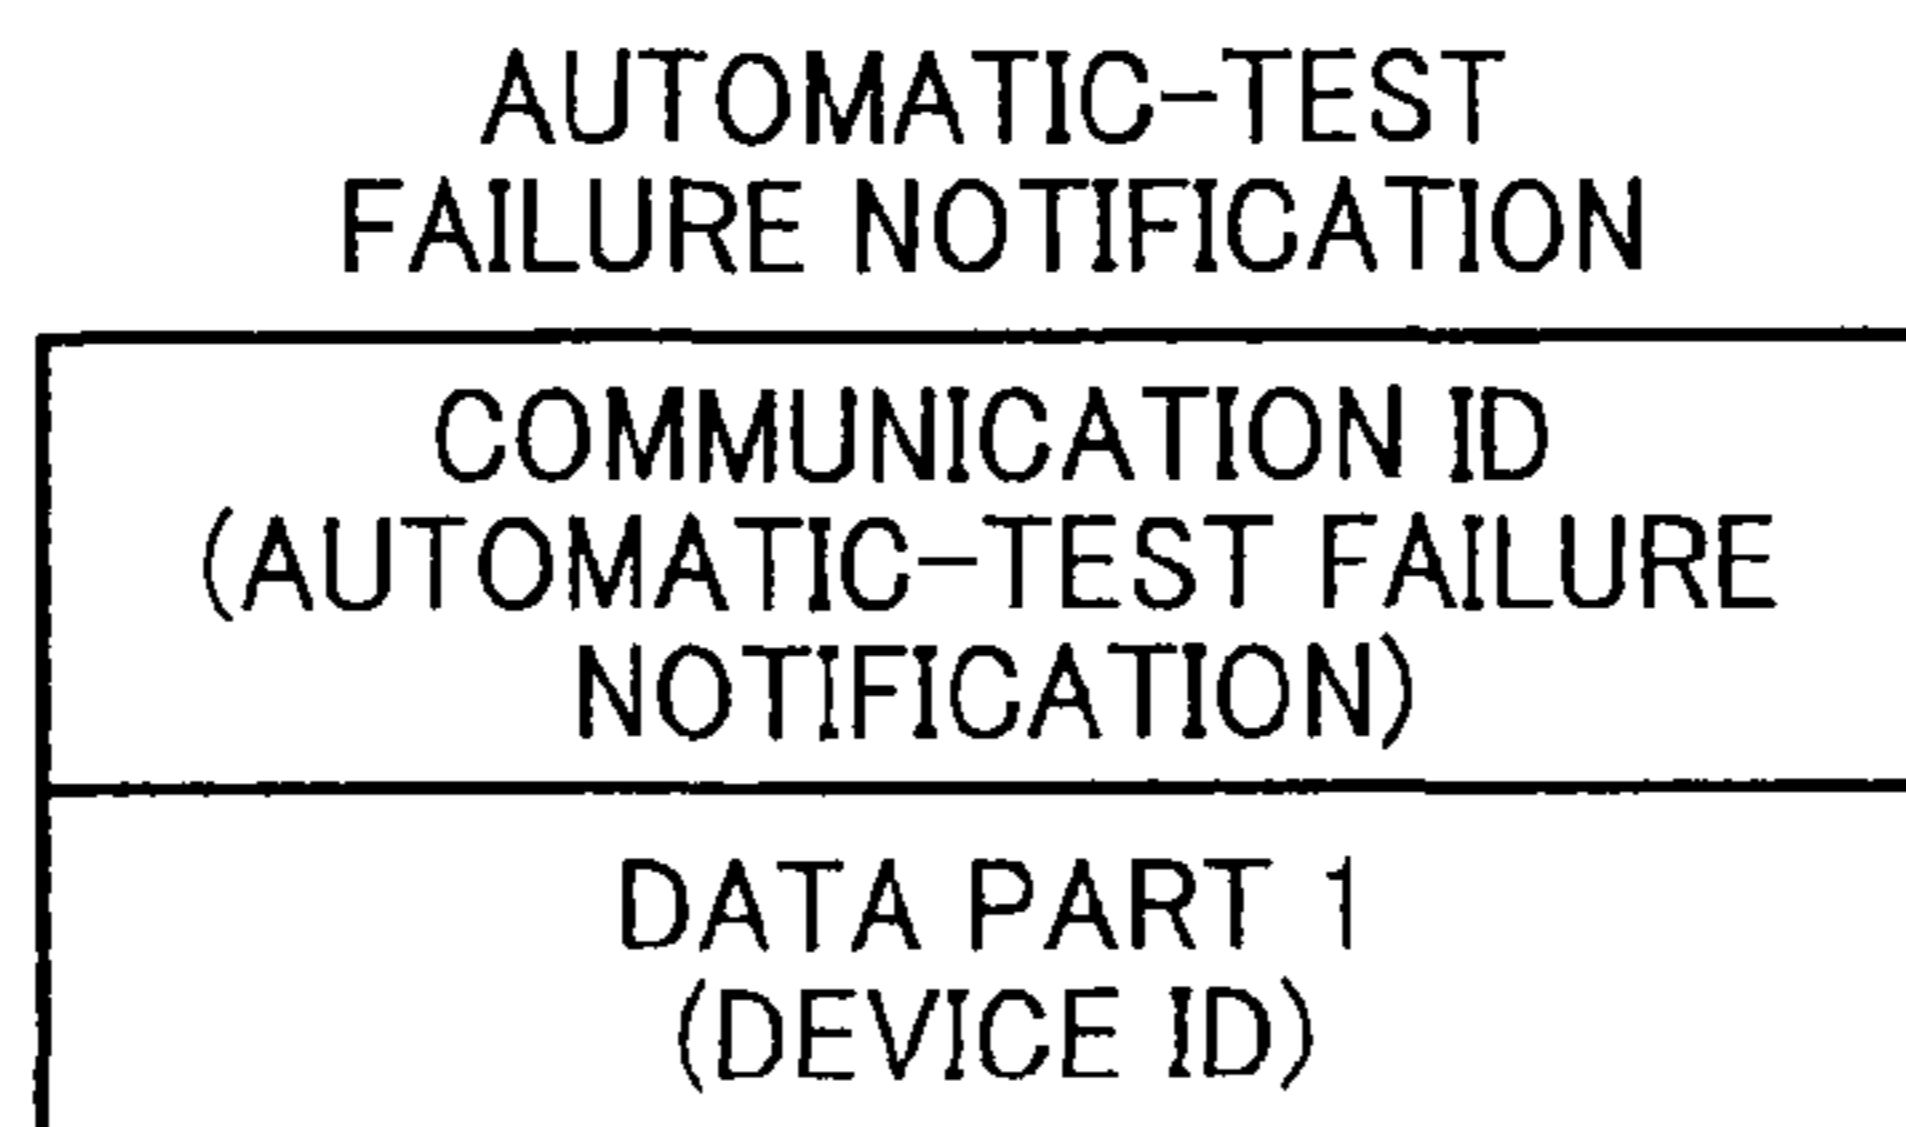 AUTOMATIC-TEST
FAILURE NOTIFICATION
COMMUNICATION ID
(AUTOMATIC-TEST FAILURE
NOTIFICATION)
DATA PART 1
(DEVICE ID)